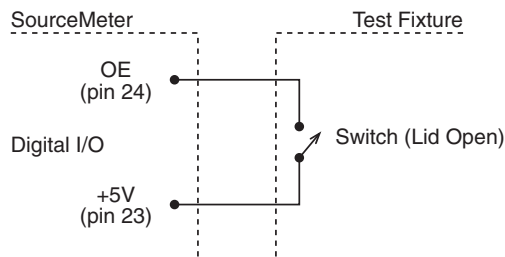 SourceMeter
Test Fixture
OE
(pin 24)
Switch (Lid Open)
Digital I/O
+5V
(pin 23)